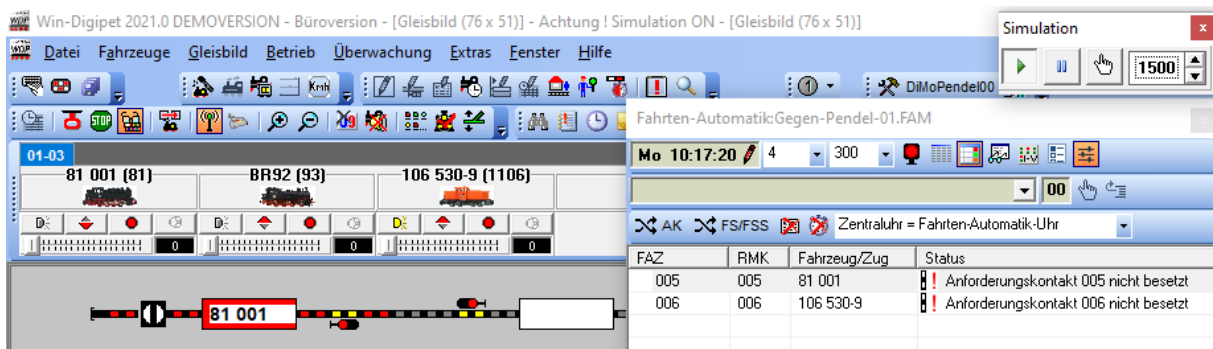 Win-Digipet 2021.0 DEMOVERSION - Büroversion - [Gleisbild (76 x 51)] - Achtung ! Simulation ON - [Gleisbild (76 x 51)]
Simulation
x
Datei Fahrzeuge Gleisbild Betrieb Überwachung Extras Fenster Hilfe
1500
Kmh
1
DiMoPendel00
STOP
Fahrten-Automatik:Gegen-Pendel-01.FAM
01-03
Mo 10:17:20 4 300
81 001 (81) BR92 (93) 106 530-9 (1106)
00
D D D
AK FS/FSS Zentraluhr = Fahrten-Automatik-Uhr
0 0 0
FAZ RMK Fahrzeug/Zug Status
005 005 81 001 ! Anforderungskontakt 005 nicht besetzt
006 006 106 530-9 ! Anforderungskontakt 006 nicht besetzt
81 001